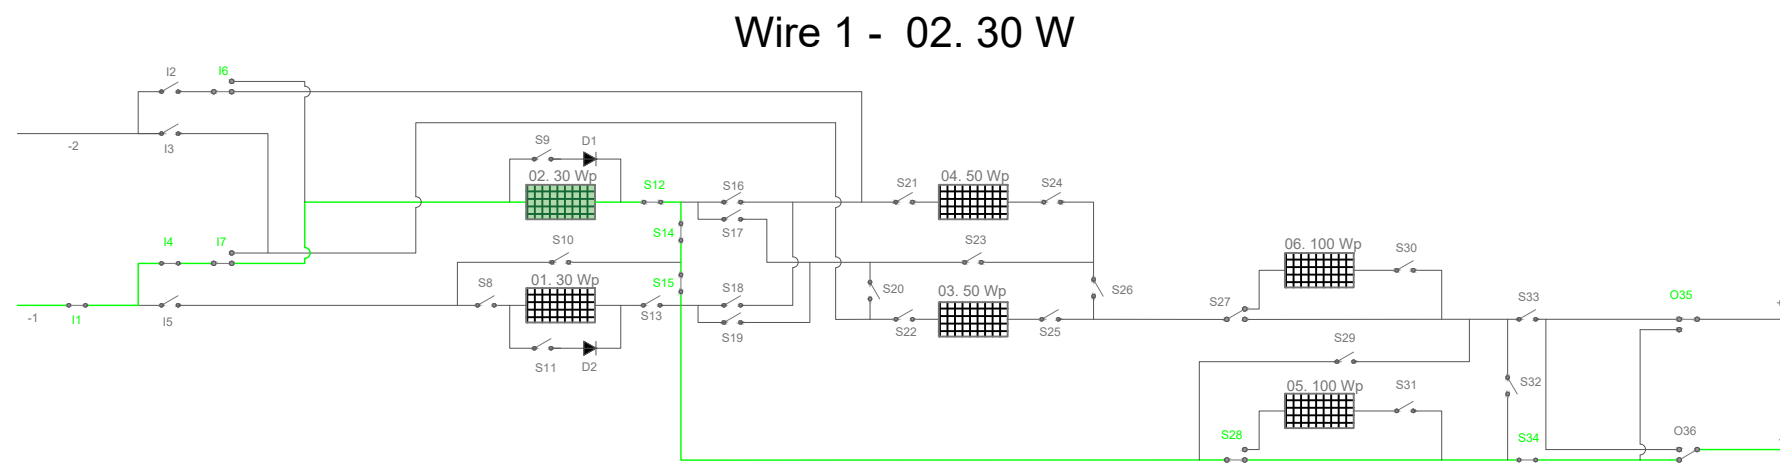 Wire 1 - 02. 30 W
I2
I6
-2
I3
S9
D1
02. 30 Wp
S12
S16
S21
04. 50 Wp
S24
S14
S17
I4
I7
S10
S23
06. 100 Wp
S30
S8
01. 30 Wp
S15
S18
S20
03. 50 Wp
S26
-1
I1
I5
S13
S19
S22
S25
S27
S33
O35
S11
D2
S29
05. 100 Wp
S31
S32
S28
S34
O36